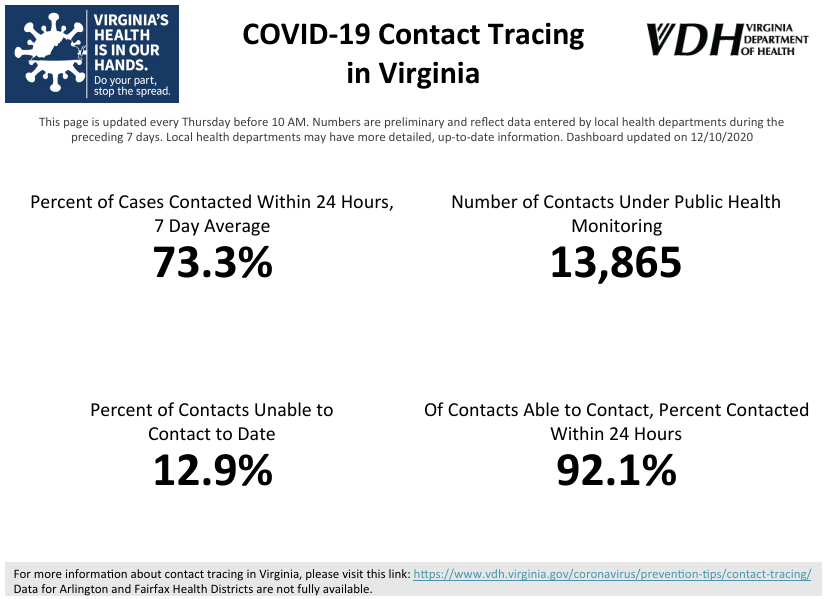 VIRGINIA'S
HEALTH
IS IN OUR
HANDS.
Do your part,
stop the spread.
COVID-19 Contact Tracing
in Virginia
VDH VIRGINIA
DEPARTMENT
OF HEALTH
This page is updated every Thursday before 10 AM. Numbers are preliminary and reflect data entered by local health departments during the
preceding 7 days. Local health departments may have more detailed, up-to-date information. Dashboard updated on 12/10/2020
Percent of Cases Contacted Within 24 Hours,
7 Day Average
73.3%
Number of Contacts Under Public Health
Monitoring
13,865
Percent of Contacts Unable to
Contact to Date
12.9%
Of Contacts Able to Contact, Percent Contacted
Within 24 Hours
92.1%
For more information about contact tracing in Virginia, please visit this link: https://www.vdh.virginia.gov/coronavirus/prevention-tips/contact-tracing/
Data for Arlington and Fairfax Health Districts are not fully available.